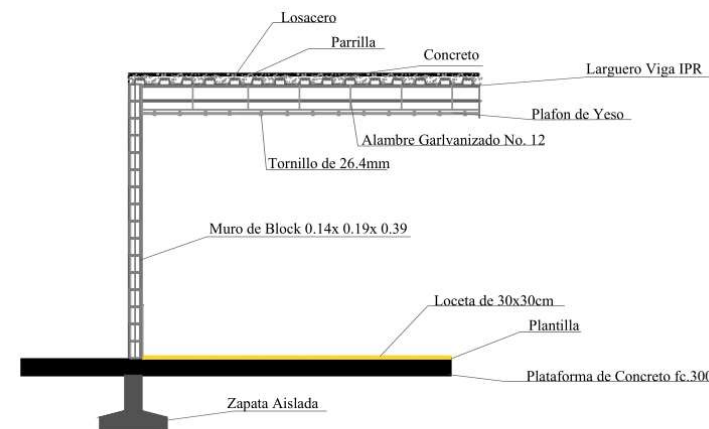 Losacero
Parrilla
Concreto
Larguero Viga IPR
Plafon de Yeso
Alambre Garlvanizado No. 12
Tornillo de 26.4mm
Muro de Block 0.14x 0.19x 0.39
Loceta de 30x30cm
Plantilla
Plataforma de Concreto fc.300
Zapata Aislada